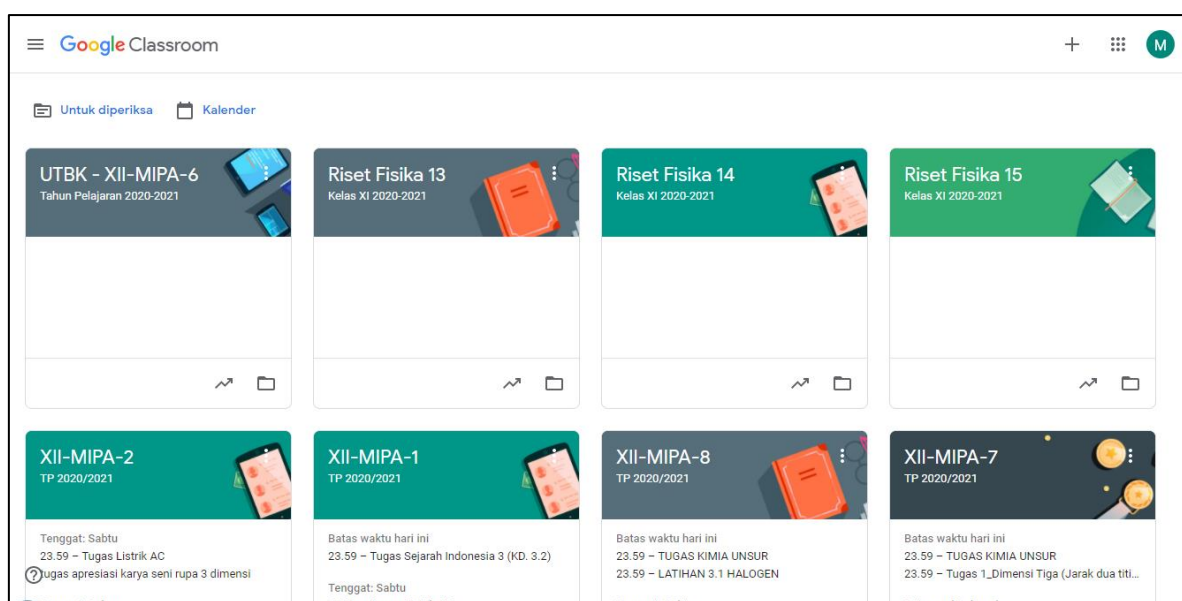 Google Classroom
M
Untuk diperiksa
Kalender
UTBK - XII-MIPA-6
Tahun Pelajaran 2020-2021
Riset Fisika 13
Kelas XI 2020-2021
Riset Fisika 14
Kelas XI 2020-2021
Riset Fisika 15
Kelas XI 2020-2021
XII-MIPA-2
TP 2020/2021
Tenggat: Sabtu
23.59 – Tugas Listrik AC
tugas apresiasi karya seni rupa 3 dimensi
XII-MIPA-1
TP 2020/2021
Batas waktu hari ini
23.59 – Tugas Sejarah Indonesia 3 (KD. 3.2)
Tenggat: Sabtu
XII-MIPA-8
TP 2020/2021
Batas waktu hari ini
23.59 – TUGAS KIMIA UNSUR
23.59 – LATIHAN 3.1 HALOGEN
XII-MIPA-7
TP 2020/2021
Batas waktu hari ini
23.59 – TUGAS KIMIA UNSUR
23.59 – Tugas 1_Dimensi Tiga (Jarak dua titi...